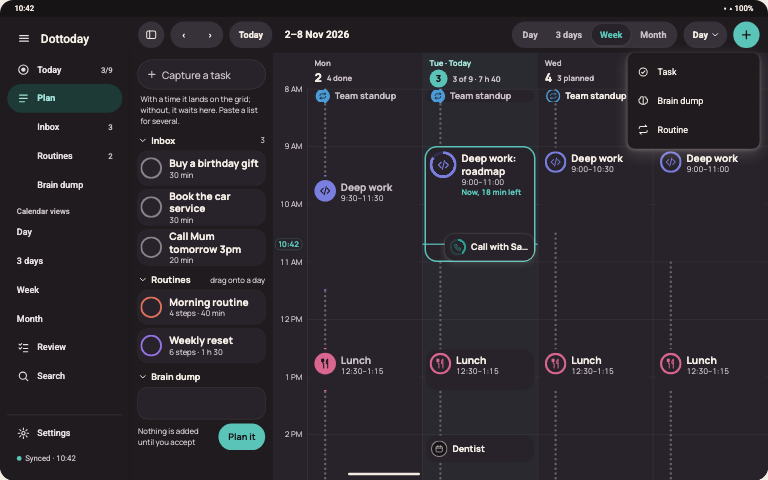 10:42
100%
Dottoday
Today 3/9
Plan
Inbox 3
Routines 2
Brain dump
Calendar views
Day
3 days
Week
Month
Review
Search
Settings
Synced · 10:42
Today
2–8 Nov 2026
Day
3 days
Week
Month
Day
+
+ Capture a task
With a time it lands on the grid;
without, it waits here. Paste a list
for several.
Inbox 3
Buy a birthday gift
30 min
Book the car
service
30 min
Call Mum
tomorrow 3pm
20 min
Routines drag onto a day
Morning routine
4 steps · 40 min
Weekly reset
6 steps · 1 h 30
Brain dump
Nothing is added
until you accept
Plan it
Mon
2 4 done
Tue · Today
3 3 of 9 · 7 h 40
Wed
4 3 planned
Task
Brain dump
Routine
8 AM
9 AM
10 AM
10:42
11 AM
12 PM
1 PM
2 PM
Team standup
Deep work
9:30–11:30
Lunch
12:30–1:15
Team standup
Deep work:
roadmap
9:00–11:00
Now, 18 min left
Call with Sa…
Lunch
12:30–1:15
Dentist
Team standup
Deep work
9:00–10:30
Lunch
12:30–1:15
Deep work
9:00–11:00
Lunch
12:30–1:15